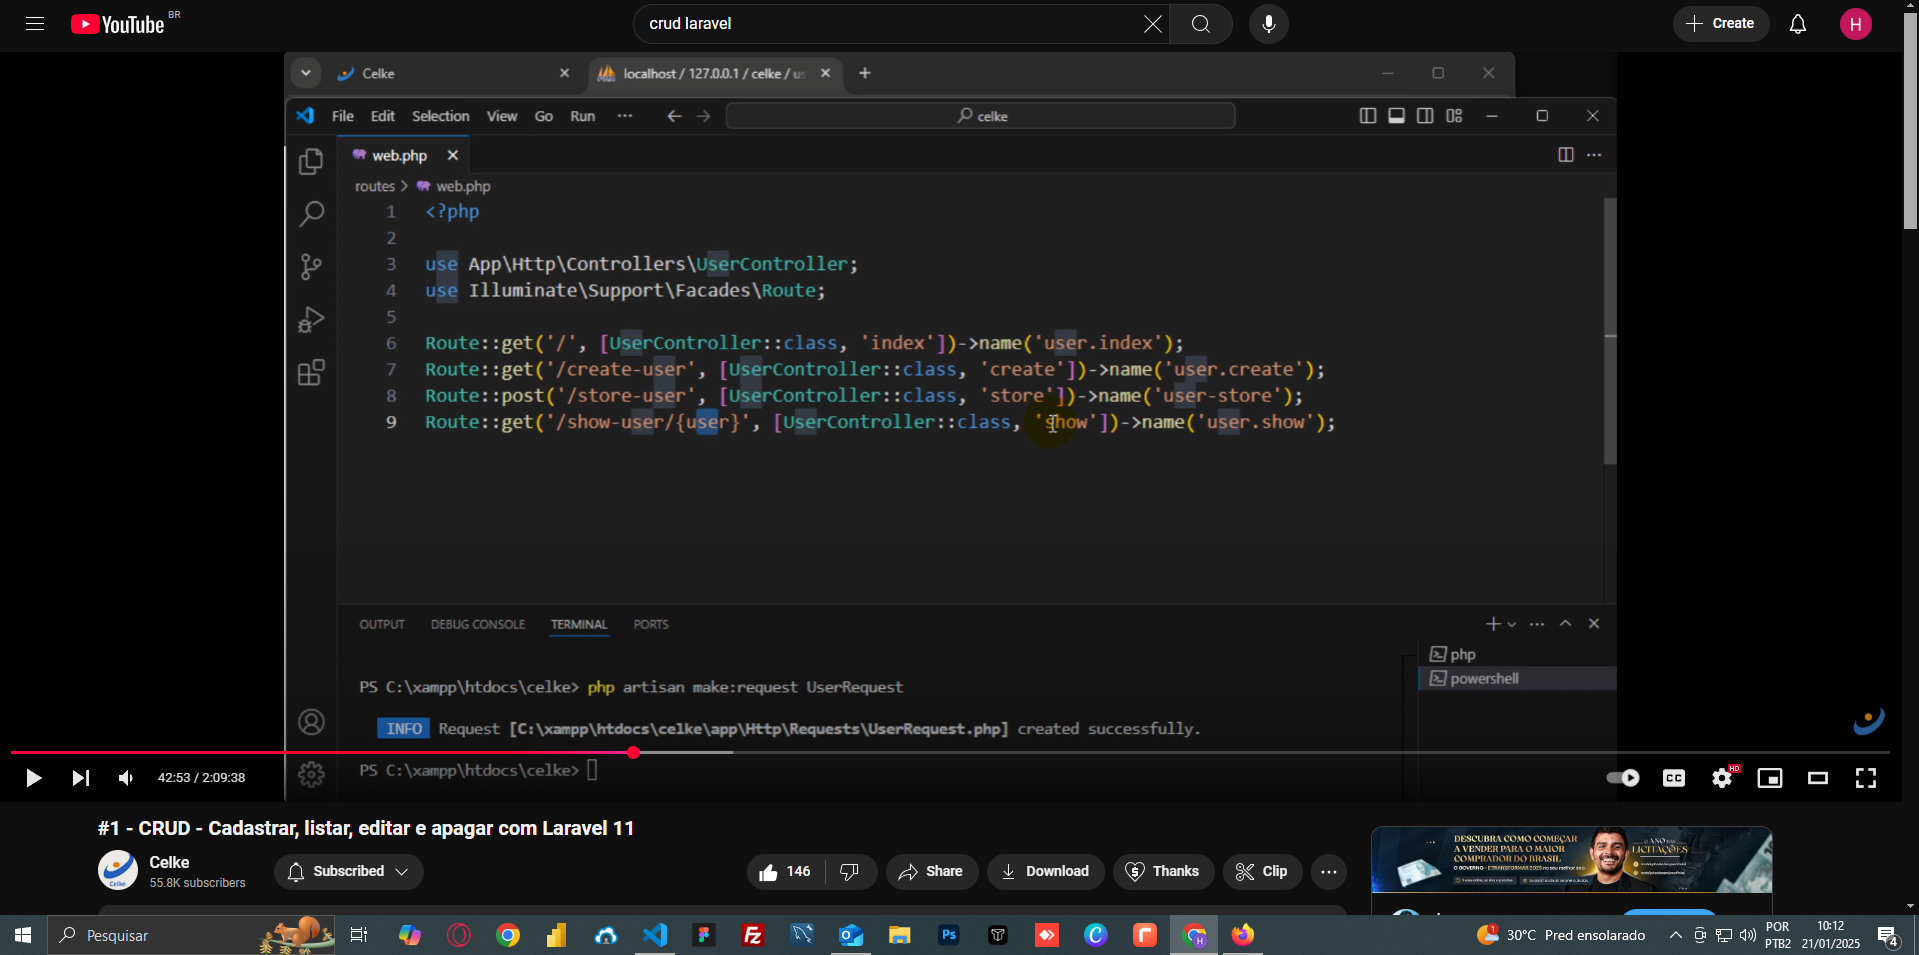 YouTube BR
crud laravel
Create
H
Celke
localhost / 127.0.0.1 / celke / us
File Edit Selection View Go Run
celke
web.php
routes > web.php
1 <?php
2
3 use App\Http\Controllers\UserController;
4 use Illuminate\Support\Facades\Route;
5
6 Route::get('/', [UserController::class, 'index'])->name('user.index');
7 Route::get('/create-user', [UserController::class, 'create'])->name('user.create');
8 Route::post('/store-user', [UserController::class, 'store'])->name('user-store');
9 Route::get('/show-user/{user}', [UserController::class, 'show'])->name('user.show');
OUTPUT DEBUG CONSOLE TERMINAL PORTS
php
powershell
PS C:\xampp\htdocs\celke> php artisan make:request UserRequest
INFO Request [C:\xampp\htdocs\celke\app\Http\Requests\UserRequest.php] created successfully.
PS C:\xampp\htdocs\celke>
42:53 / 2:09:38
CC
HD
#1 - CRUD - Cadastrar, listar, editar e apagar com Laravel 11
Celke
Celke
55.8K subscribers
Subscribed
146
Share
Download
Thanks
Clip
DESCUBRA COMO COMEÇAR
A VENDER PARA O MAIOR
COMPRADOR DO BRASIL
O ANO DAS
LICITAÇÕES
Pesquisar
Fz
Ps
H
1
30°C Pred ensolarado
POR
PTB2
10:12
21/01/2025
4